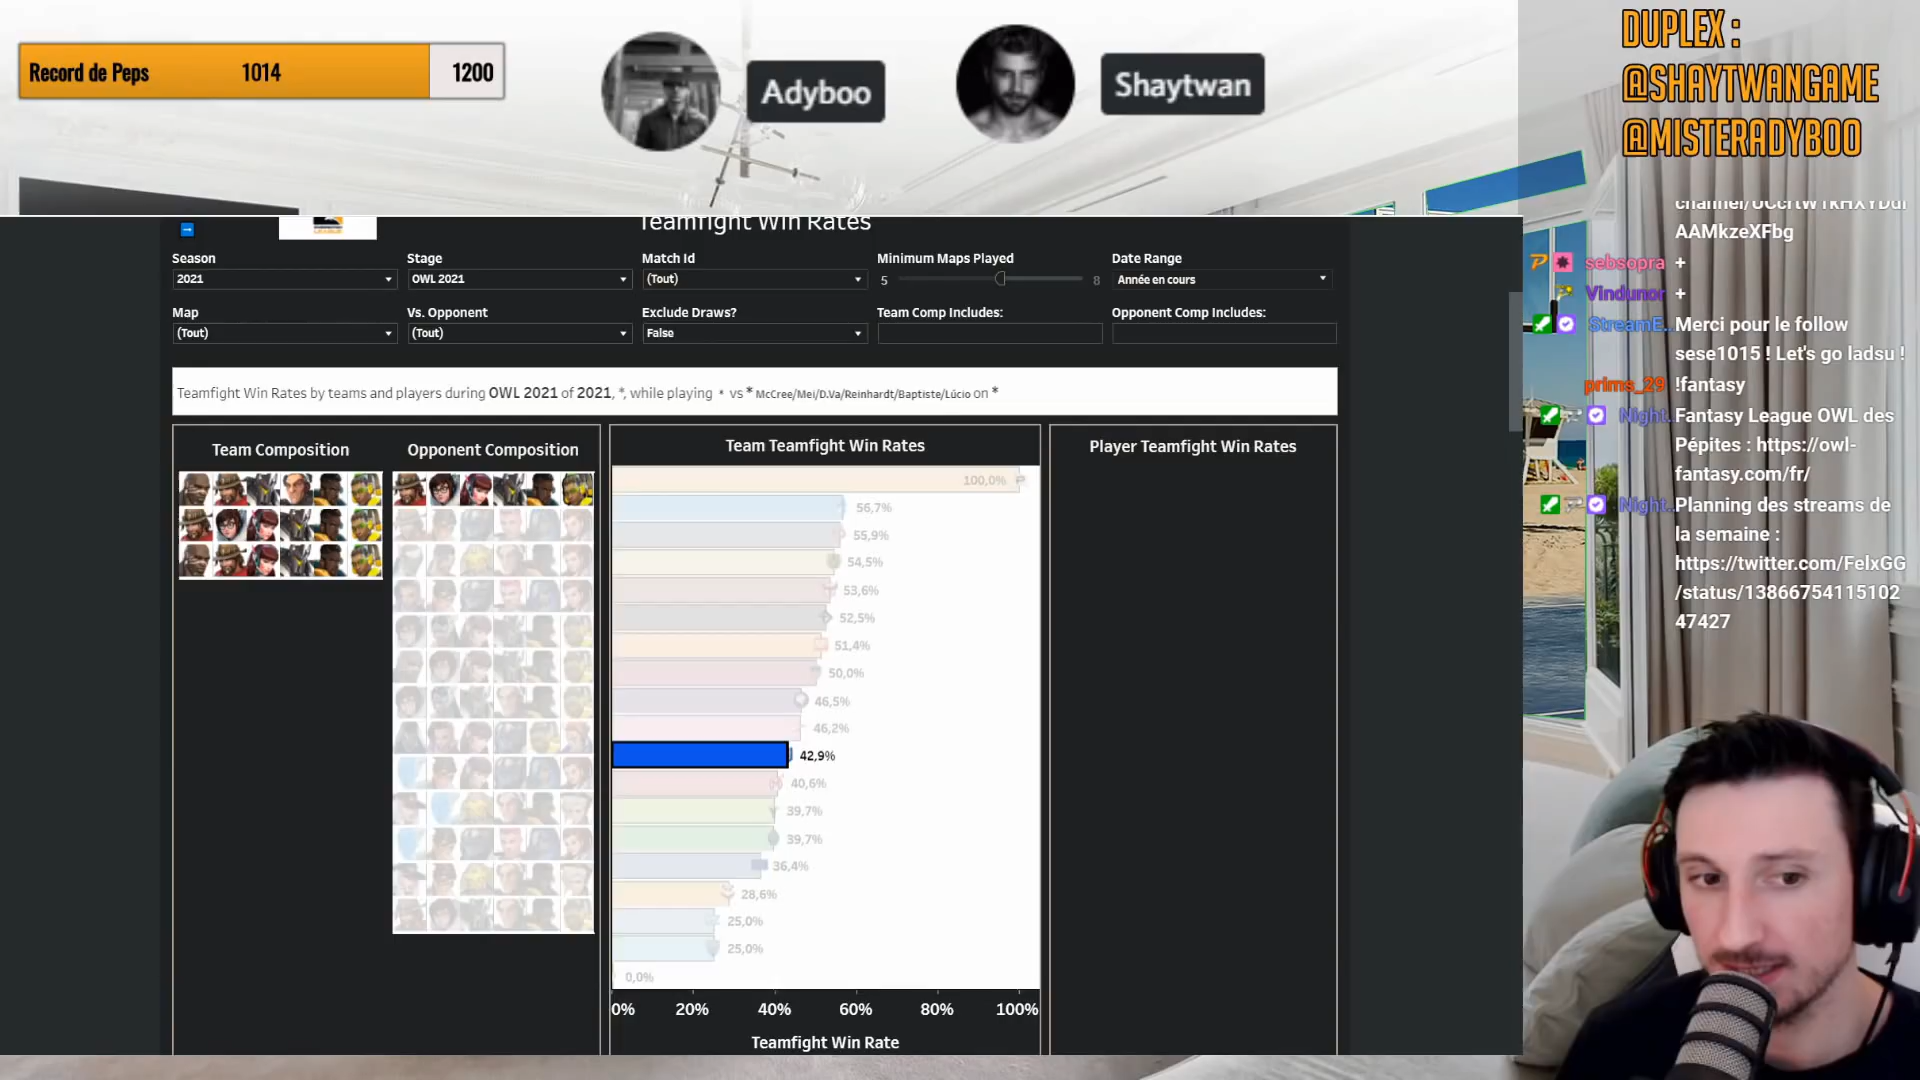 Record de Peps 1014 1200
Adyboo
Shaytwan
DUPLEX :
@SHAYTWANGAME
@MISTERADYBOO
AAMkzeXFbg
sebsopra +
Vindunor +
StreamE... Merci pour le follow
sese1015 ! Let's go ladsu !
prims_29 !fantasy
Night... Fantasy League OWL des
Pépites : https://owl-
fantasy.com/fr/
Night... Planning des streams de
la semaine :
https://twitter.com/FelxGG
/status/13866754115102
47427
Teamfight Win Rates
Season Stage Match Id Minimum Maps Played Date Range
2021 OWL 2021 (Tout) 5 8 Année en cours
Map Vs. Opponent Exclude Draws? Team Comp Includes: Opponent Comp Includes:
(Tout) (Tout) False
Teamfight Win Rates by teams and players during OWL 2021 of 2021, *, while playing * vs * McCree/Mei/D.Va/Reinhardt/Baptiste/Lúcio on *
Team Composition Opponent Composition
Team Teamfight Win Rates
Player Teamfight Win Rates
100,0%
56,7%
55,9%
54,5%
53,6%
52,5%
51,4%
50,0%
46,5%
46,2%
42,9%
40,6%
39,7%
39,7%
36,4%
28,6%
25,0%
25,0%
0,0%
0% 20% 40% 60% 80% 100%
Teamfight Win Rate